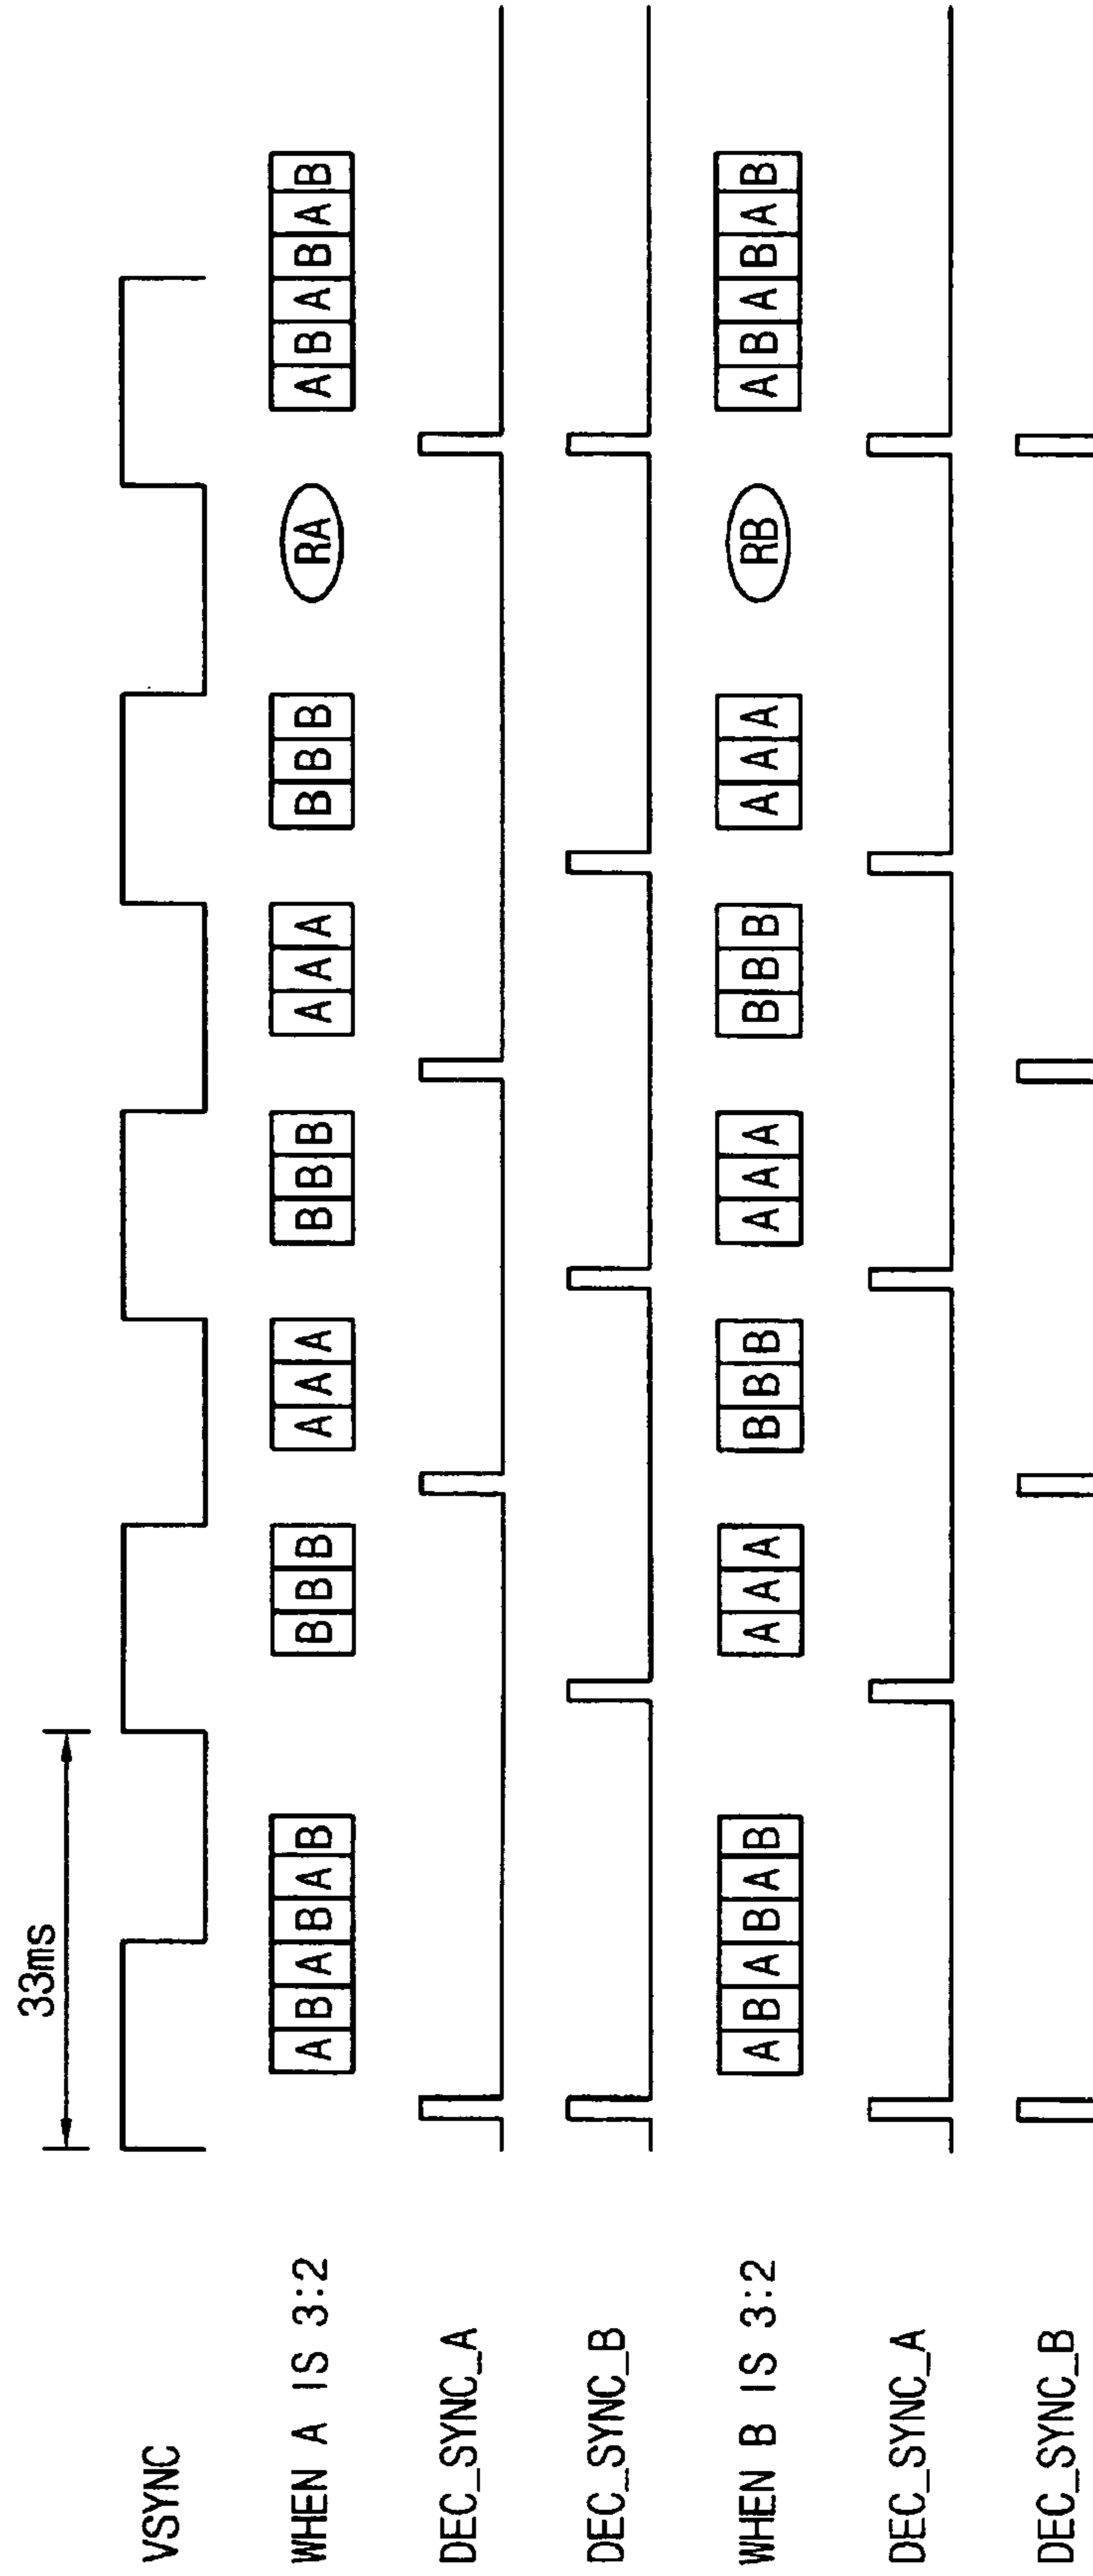 33ms
VSYNC
WHEN A IS 3:2
A B A B A B
B B B
A A A
B B B
A A A
B B B
RA
A B A B A B
DEC_SYNC_A
DEC_SYNC_B
WHEN B IS 3:2
A B A B A B
A A A
B B B
A A A
B B B
A A A
RB
A B A B A B
DEC_SYNC_A
DEC_SYNC_B